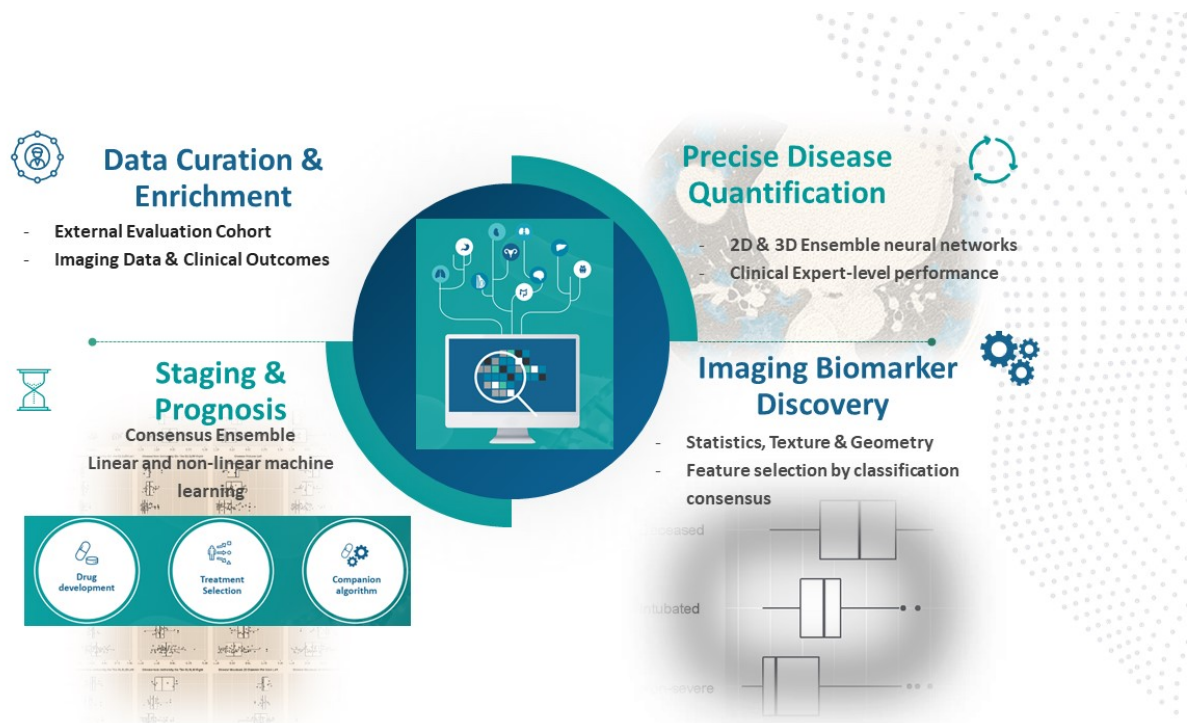 Data Curation &
Enrichment
- External Evaluation Cohort
- Imaging Data & Clinical Outcomes
Precise Disease
Quantification
- 2D & 3D Ensemble neural networks
- Clinical Expert-level performance
Staging &
Prognosis
Consensus Ensemble
Linear and non-linear machine
learning
Drug
development
Treatment
Selection
Companion
algorithm
Imaging Biomarker
Discovery
- Statistics, Texture & Geometry
- Feature selection by classification
consensus